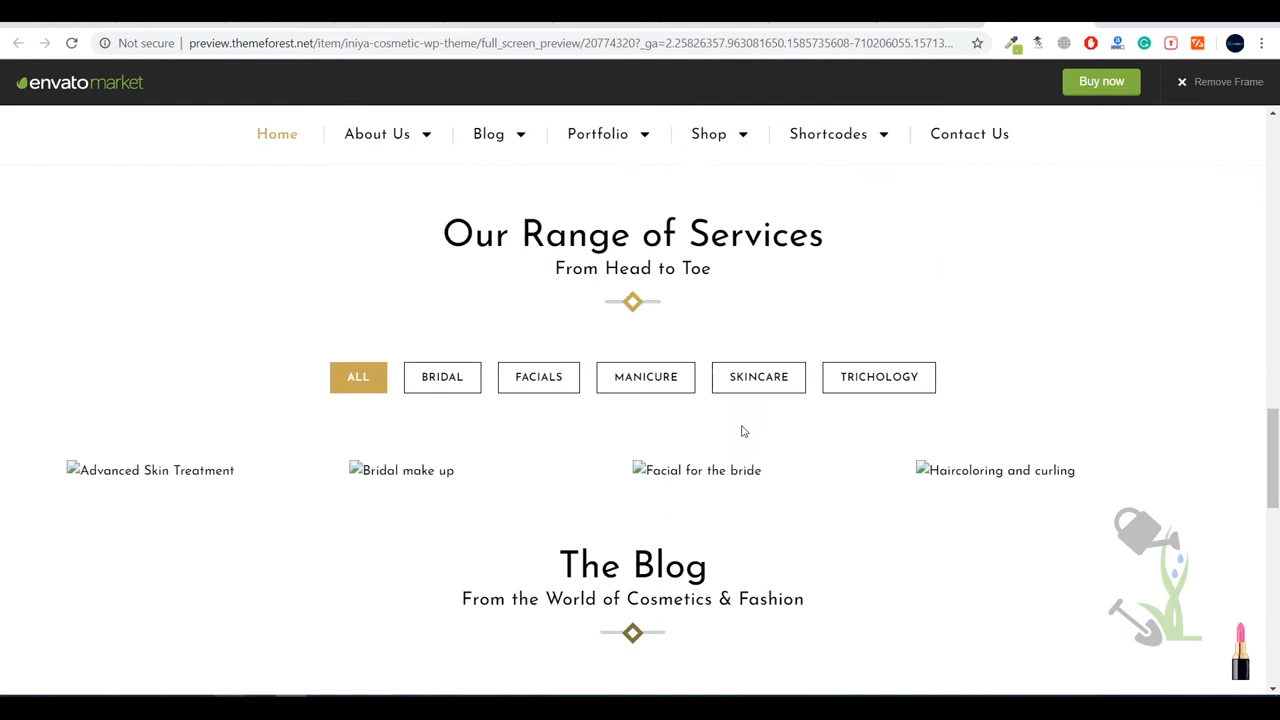 Not secure | preview.themeforest.net/item/iniya-cosmetic-wp-theme/full_screen_preview/20774320?_ga=2.25826357.963081650.1585735608-710206055.15713...
envatomarket
Buy now
Remove Frame
Home
About Us
Blog
Portfolio
Shop
Shortcodes
Contact Us
Our Range of Services
From Head to Toe
ALL
BRIDAL
FACIALS
MANICURE
SKINCARE
TRICHOLOGY
Advanced Skin Treatment
Bridal make up
Facial for the bride
Haircoloring and curling
The Blog
From the World of Cosmetics & Fashion